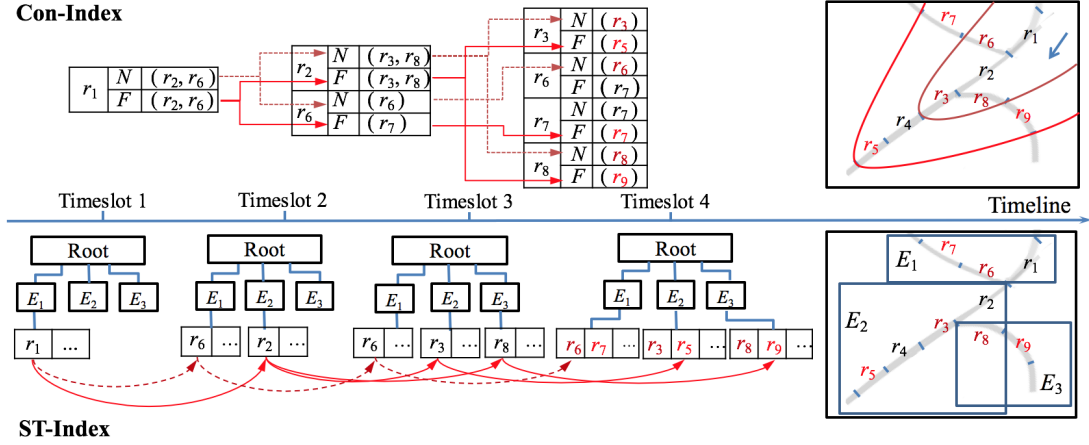 Con-Index
r1 N (r2, r6)
F (r2, r6)
r2 N (r3, r8)
F (r3, r8)
r6 N (r6)
F (r7)
r3 N (r3)
F (r5)
r6 N (r6)
F (r7)
r7 N (r7)
F (r7)
r8 N (r8)
F (r9)
r7
r6
r1
r2
r3
r8
r9
r4
r5
Timeslot 1 Timeslot 2 Timeslot 3 Timeslot 4 Timeline
Root Root Root Root
E1 E2 E3 E1 E2 E3 E1 E2 E3 E1 E2 E3
r1 ... r6 ... r2 ... r6 ... r3 ... r8 ... r6 r7 ... r3 r5 ... r8 r9 ...
E1
r7
r6
r1
r2
E2
r3
r8
r9
r4
r5
E3
ST-Index